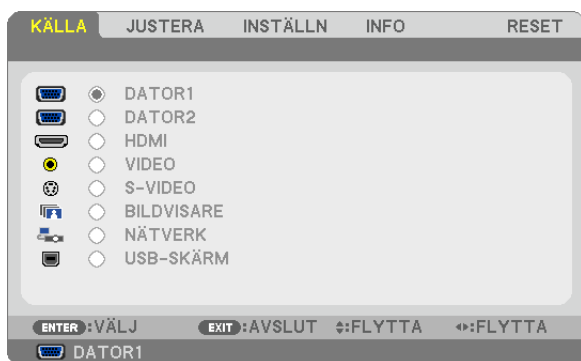 KÄLLA JUSTERA INSTÄLLN INFO RESET
DATOR1
DATOR2
HDMI
VIDEO
S-VIDEO
BILDVISARE
NÄTVERK
USB-SKÄRM
ENTER:VÄLJ EXIT:AVSLUT :FLYTTA :FLYTTA
DATOR1